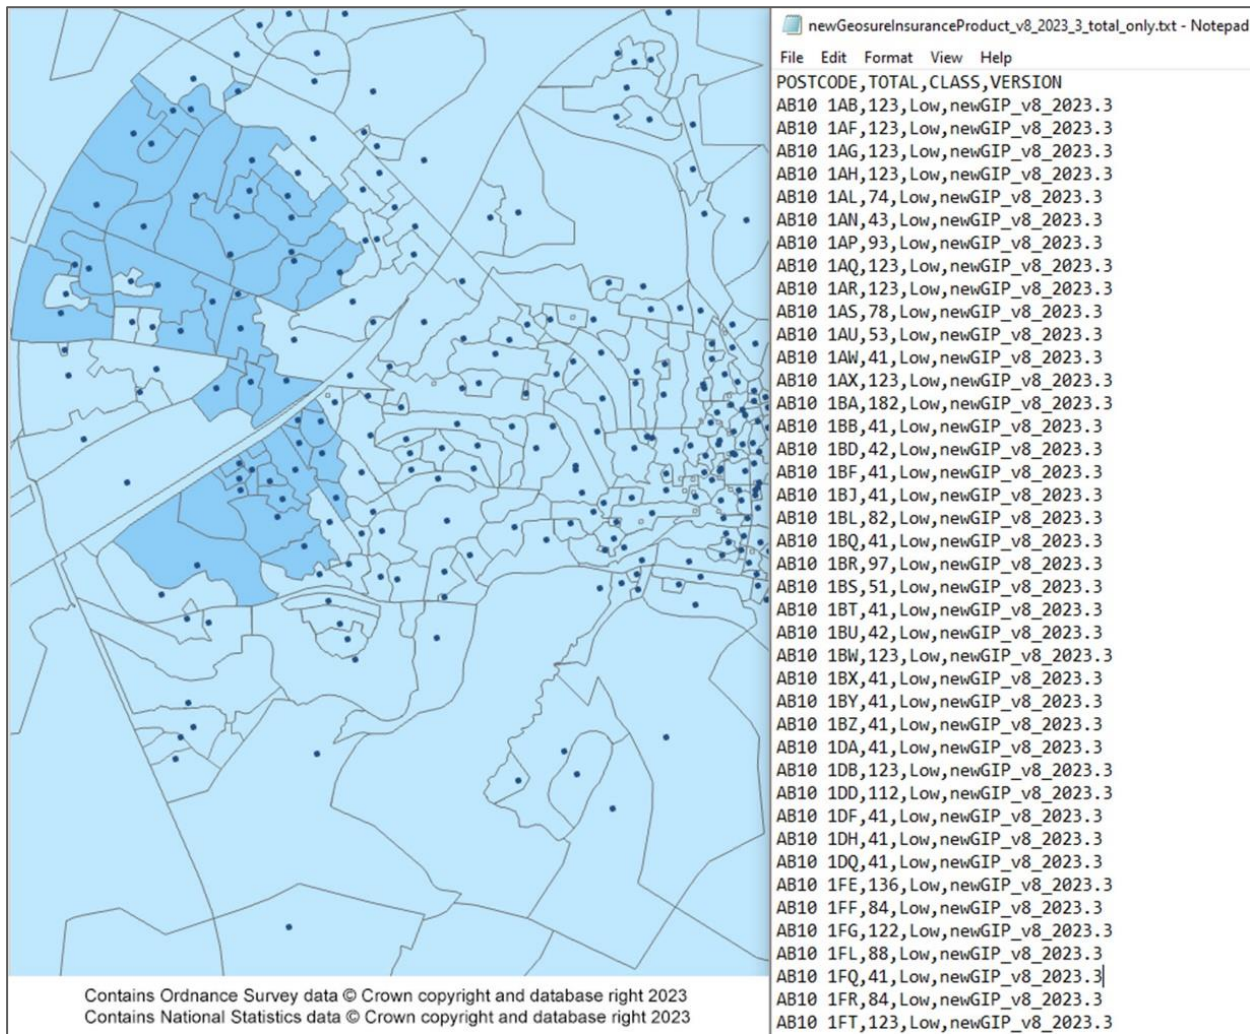 newGeosureInsuranceProduct_v8_2023_3_total_only.txt - Notepad
File Edit Format View Help
POSTCODE,TOTAL,CLASS,VERSION
AB10 1AB,123,Low,newGIP_v8_2023.3
AB10 1AF,123,Low,newGIP_v8_2023.3
AB10 1AG,123,Low,newGIP_v8_2023.3
AB10 1AH,123,Low,newGIP_v8_2023.3
AB10 1AL,74,Low,newGIP_v8_2023.3
AB10 1AN,43,Low,newGIP_v8_2023.3
AB10 1AP,93,Low,newGIP_v8_2023.3
AB10 1AQ,123,Low,newGIP_v8_2023.3
AB10 1AR,123,Low,newGIP_v8_2023.3
AB10 1AS,78,Low,newGIP_v8_2023.3
AB10 1AU,53,Low,newGIP_v8_2023.3
AB10 1AW,41,Low,newGIP_v8_2023.3
AB10 1AX,123,Low,newGIP_v8_2023.3
AB10 1BA,182,Low,newGIP_v8_2023.3
AB10 1BB,41,Low,newGIP_v8_2023.3
AB10 1BD,42,Low,newGIP_v8_2023.3
AB10 1BF,41,Low,newGIP_v8_2023.3
AB10 1BJ,41,Low,newGIP_v8_2023.3
AB10 1BL,82,Low,newGIP_v8_2023.3
AB10 1BQ,41,Low,newGIP_v8_2023.3
AB10 1BR,97,Low,newGIP_v8_2023.3
AB10 1BS,51,Low,newGIP_v8_2023.3
AB10 1BT,41,Low,newGIP_v8_2023.3
AB10 1BU,42,Low,newGIP_v8_2023.3
AB10 1BW,123,Low,newGIP_v8_2023.3
AB10 1BX,41,Low,newGIP_v8_2023.3
AB10 1BY,41,Low,newGIP_v8_2023.3
AB10 1BZ,41,Low,newGIP_v8_2023.3
AB10 1DA,41,Low,newGIP_v8_2023.3
AB10 1DB,123,Low,newGIP_v8_2023.3
AB10 1DD,112,Low,newGIP_v8_2023.3
AB10 1DF,41,Low,newGIP_v8_2023.3
AB10 1DH,41,Low,newGIP_v8_2023.3
AB10 1DQ,41,Low,newGIP_v8_2023.3
AB10 1FE,136,Low,newGIP_v8_2023.3
AB10 1FF,84,Low,newGIP_v8_2023.3
AB10 1FG,122,Low,newGIP_v8_2023.3
AB10 1FL,88,Low,newGIP_v8_2023.3
AB10 1FQ,41,Low,newGIP_v8_2023.3
AB10 1FR,84,Low,newGIP_v8_2023.3
AB10 1FT,123,Low,newGIP_v8_2023.3
Contains Ordnance Survey data © Crown copyright and database right 2023
Contains National Statistics data © Crown copyright and database right 2023